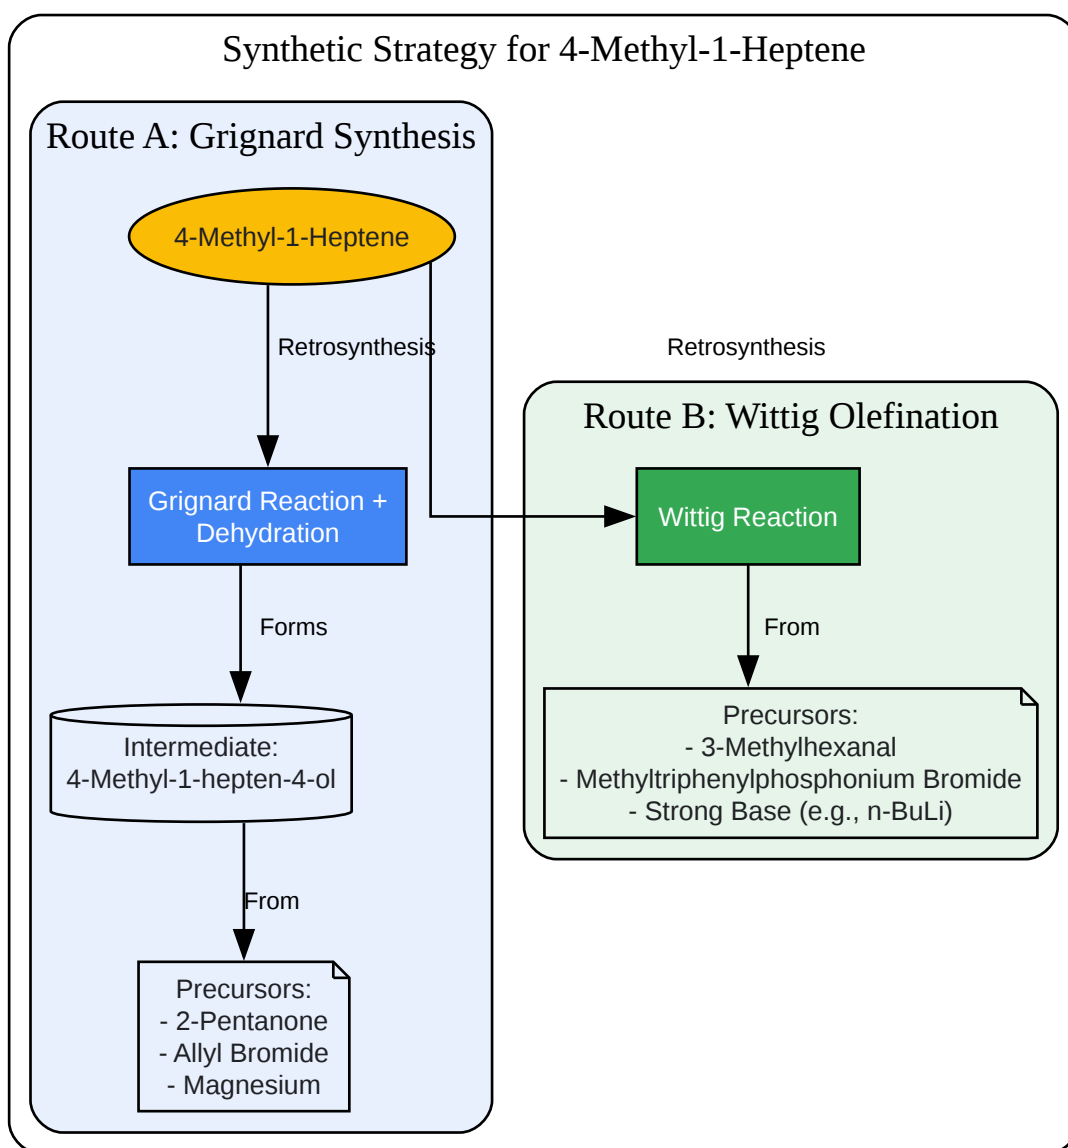 Synthetic Strategy for 4-Methyl-1-Heptene
Route A: Grignard Synthesis
4-Methyl-1-Heptene
Retrosynthesis
Grignard Reaction +
Dehydration
Forms
Intermediate:
4-Methyl-1-hepten-4-ol
From
Precursors:
- 2-Pentanone
- Allyl Bromide
- Magnesium
Retrosynthesis
Route B: Wittig Olefination
Wittig Reaction
From
Precursors:
- 3-Methylhexanal
- Methyltriphenylphosphonium Bromide
- Strong Base (e.g., n-BuLi)